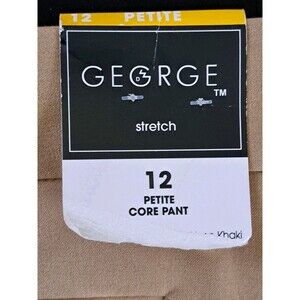 12 PETITE
GEORGE TM
stretch
12
PETITE
CORE PANT
Khaki